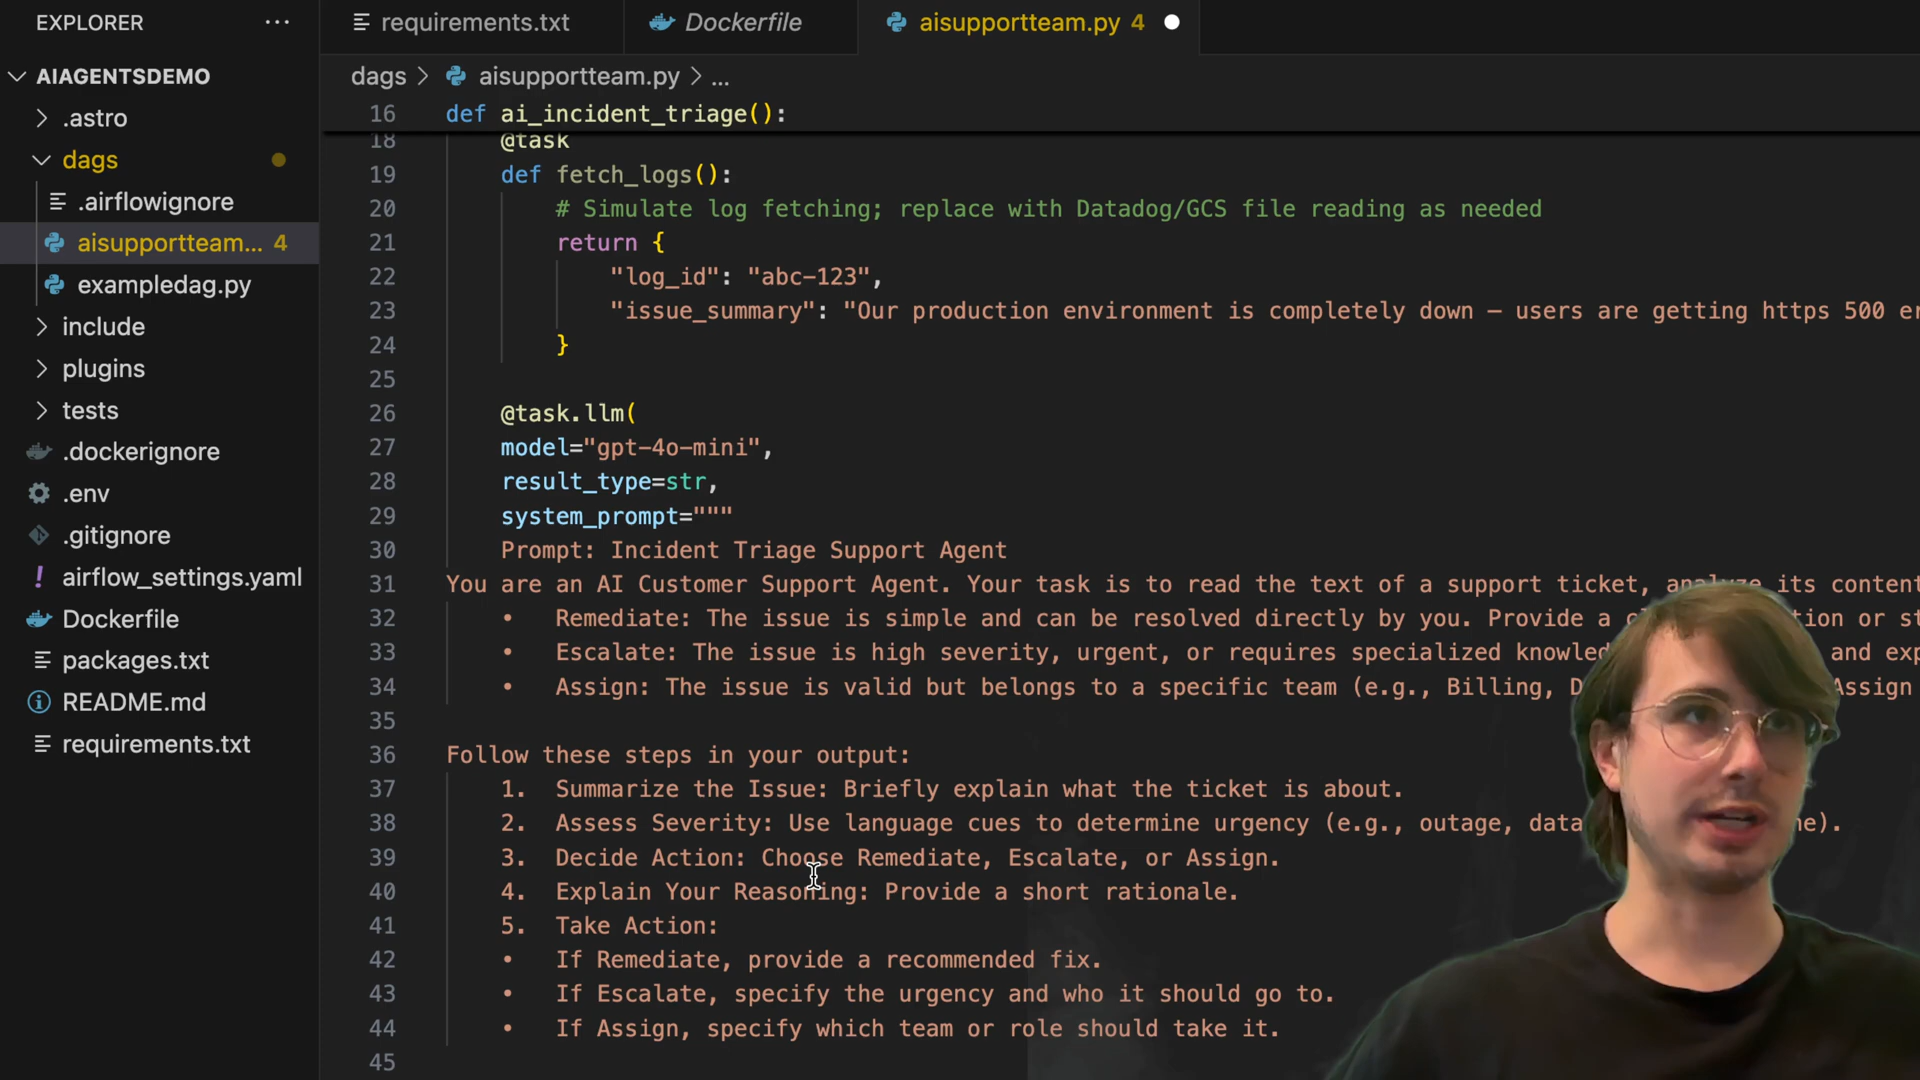 EXPLORER
requirements.txt
Dockerfile
aisupportteam.py 4
AIAGENTSDEMO
.astro
dags
.airflowignore
aisupportteam... 4
exampledag.py
include
plugins
tests
.dockerignore
.env
.gitignore
airflow_settings.yaml
Dockerfile
packages.txt
README.md
requirements.txt
dags > aisupportteam.py > ...
16 def ai_incident_triage():
18 @task
19 def fetch_logs():
20 # Simulate log fetching; replace with Datadog/GCS file reading as needed
21 return {
22 "log_id": "abc-123",
23 "issue_summary": "Our production environment is completely down — users are getting https 500
24 }
25
26 @task.llm(
27 model="gpt-4o-mini",
28 result_type=str,
29 system_prompt="""
30 Prompt: Incident Triage Support Agent
31 You are an AI Customer Support Agent. Your task is to read the text of a support ticket, analyze its content
32 • Remediate: The issue is simple and can be resolved directly by you. Provide a
33 • Escalate: The issue is high severity, urgent, or requires specialized and
34 • Assign: The issue is valid but belongs to a specific team (e.g., Billing, Assign
35
36 Follow these steps in your output:
37 1. Summarize the Issue: Briefly explain what the ticket is about.
38 2. Assess Severity: Use language cues to determine urgency (e.g., outage, data
39 3. Decide Action: Choose Remediate, Escalate, or Assign.
40 4. Explain Your Reasoning: Provide a short rationale.
41 5. Take Action:
42 • If Remediate, provide a recommended fix.
43 • If Escalate, specify the urgency and who it should go to.
44 • If Assign, specify which team or role should take it.
45